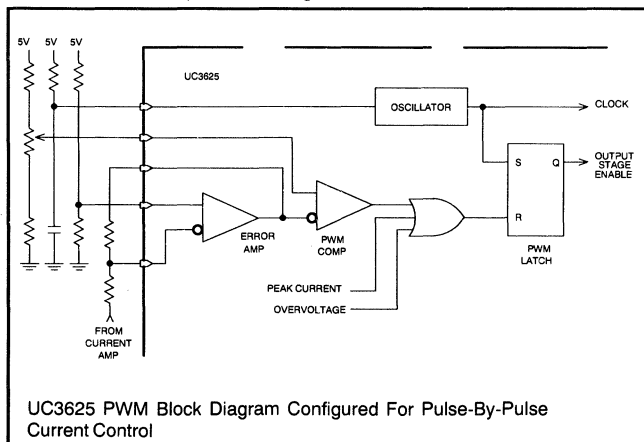 5V 5V 5V
UC3625
OSCILLATOR
CLOCK
S Q
OUTPUT
STAGE
ENABLE
R
ERROR
AMP
PWM
COMP
PWM
LATCH
PEAK CURRENT
OVERVOLTAGE
FROM
CURRENT
AMP
UC3625 PWM Block Diagram Configured For Pulse-By-Pulse
Current Control